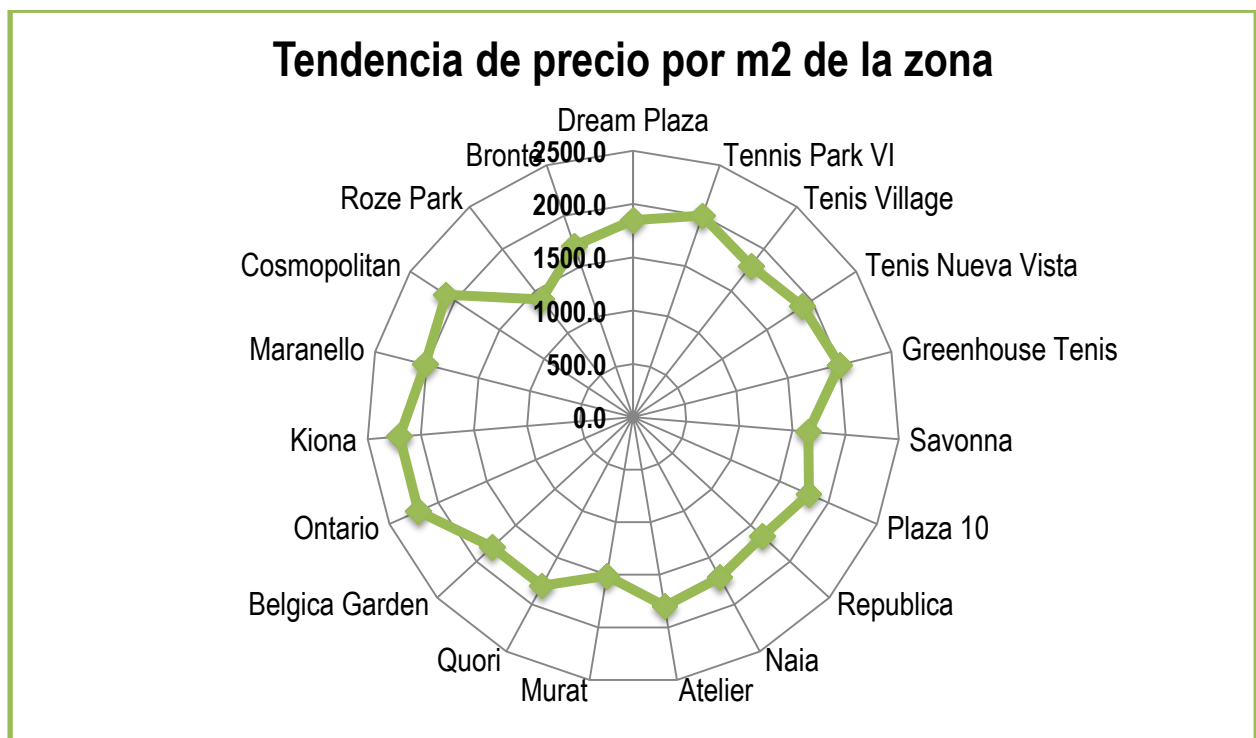 Tendencia de precio por m2 de la zona
Dream Plaza
Tennis Park VI
Tenis Village
Tenis Nueva Vista
Greenhouse Tenis
Savonna
Plaza 10
Republica
Naia
Atelier
Murat
Quori
Belgica Garden
Ontario
Kiona
Maranello
Cosmopolitan
Roze Park
Bronte
2500.0
2000.0
1500.0
1000.0
500.0
0.0